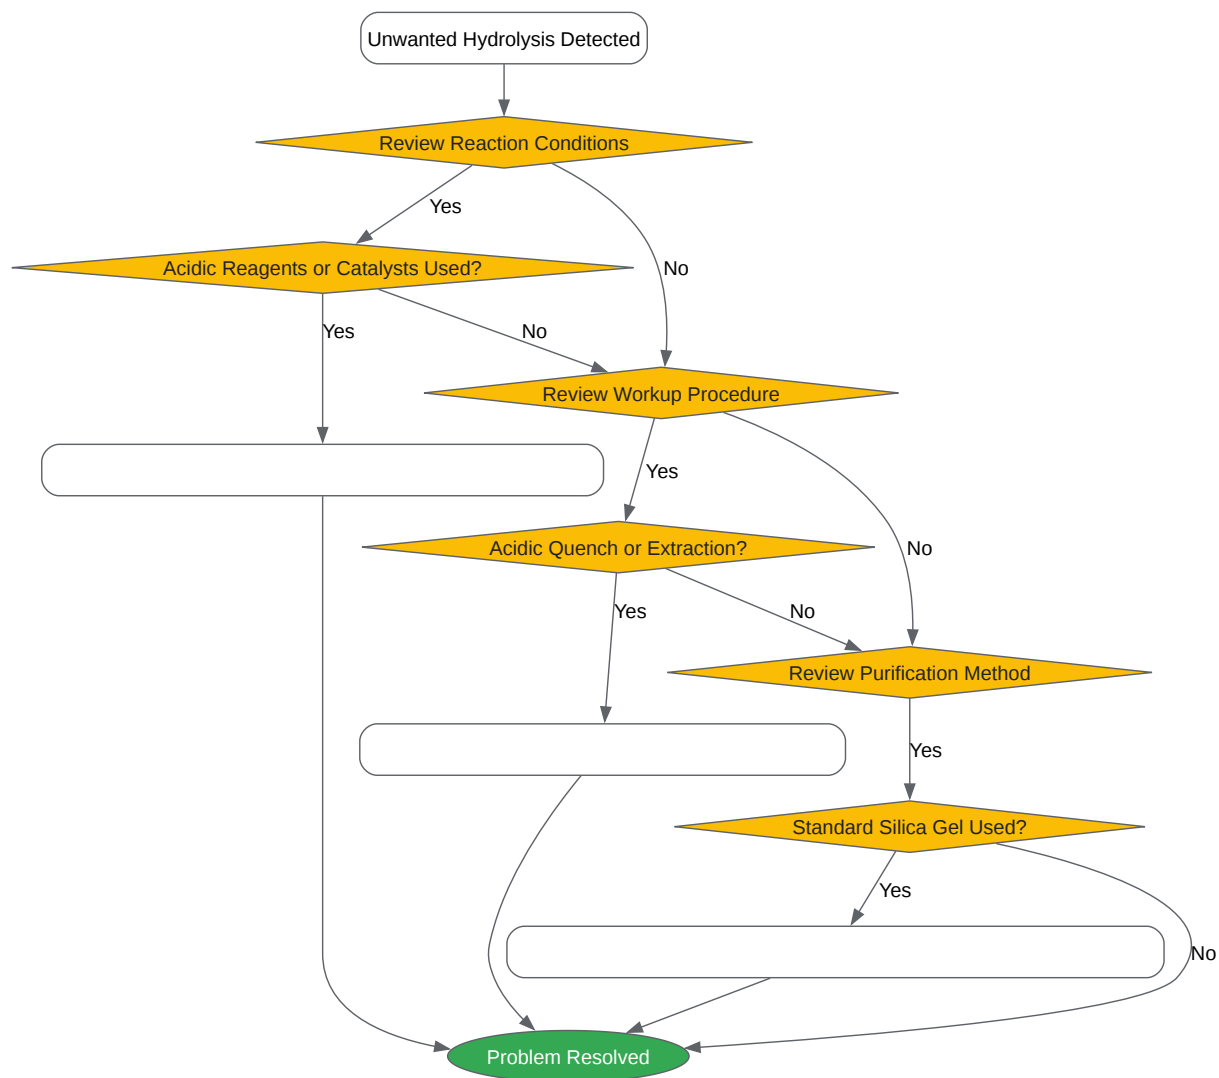 Unwanted Hydrolysis Detected
Review Reaction Conditions
Yes
Acidic Reagents or Catalysts Used?
No
Yes
No
Review Workup Procedure
Yes
Acidic Quench or Extraction?
No
Yes
No
Review Purification Method
Yes
Standard Silica Gel Used?
Yes
No
Problem Resolved